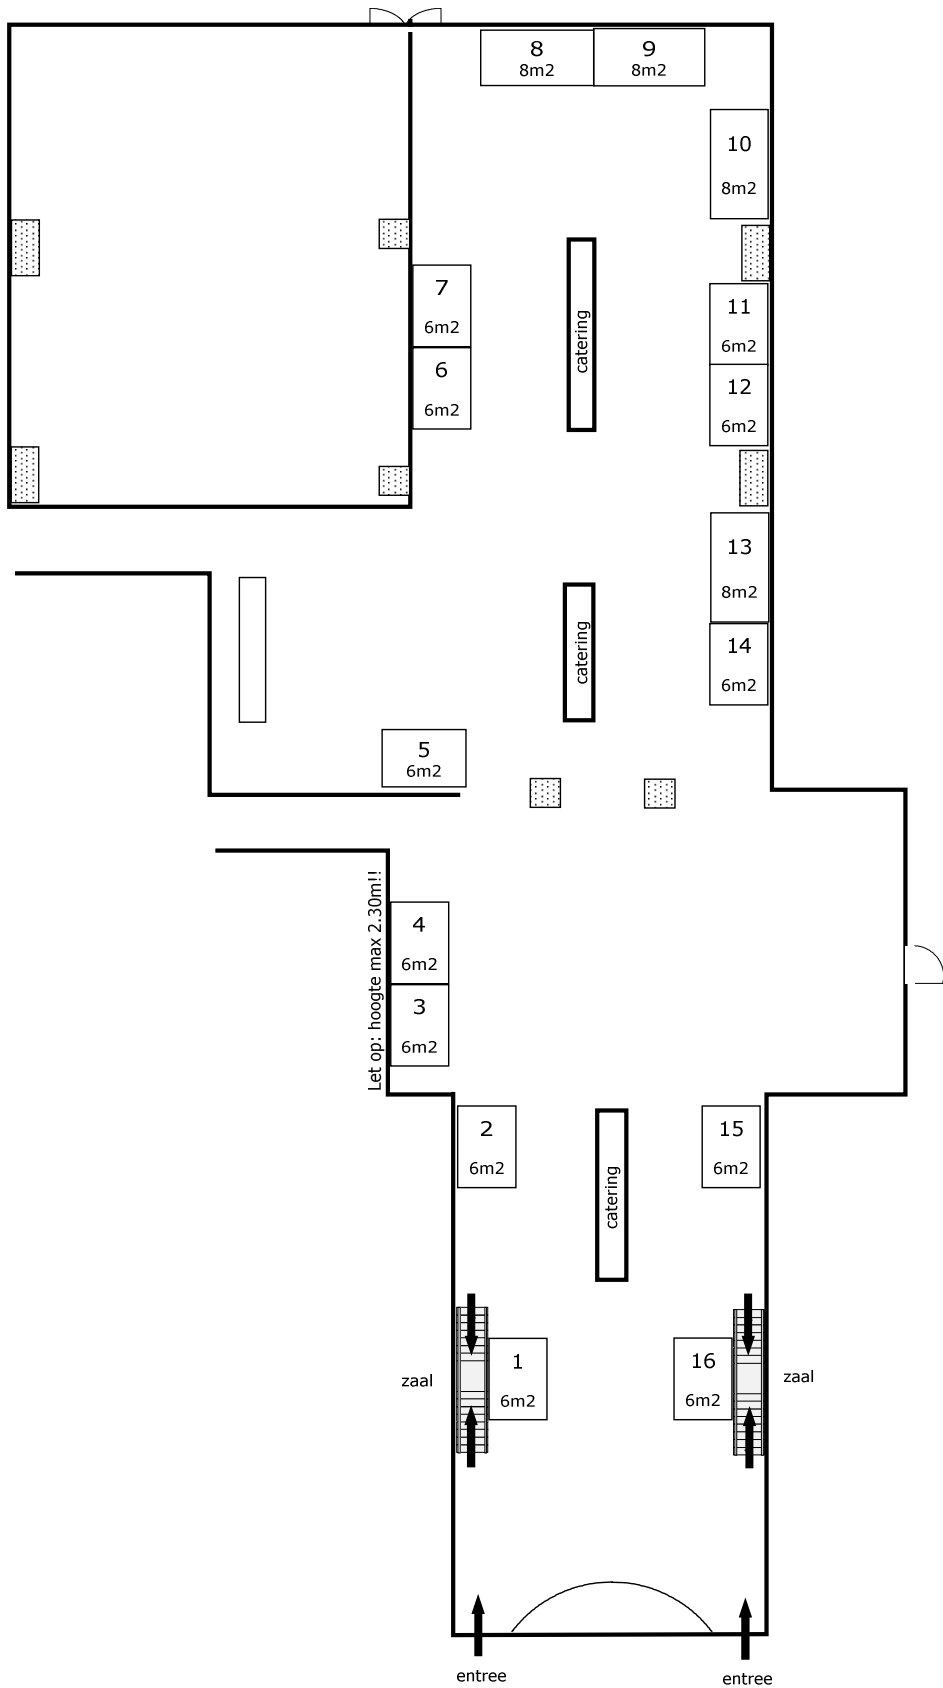 8
8m2
9
8m2
10
8m2
7
6m2
11
6m2
catering
6
6m2
12
6m2
13
8m2
catering
14
6m2
5
6m2
Let op: hoogte max 2.30m!!
4
6m2
3
6m2
2
6m2
catering
15
6m2
zaal
1
6m2
16
6m2
zaal
entree
entree